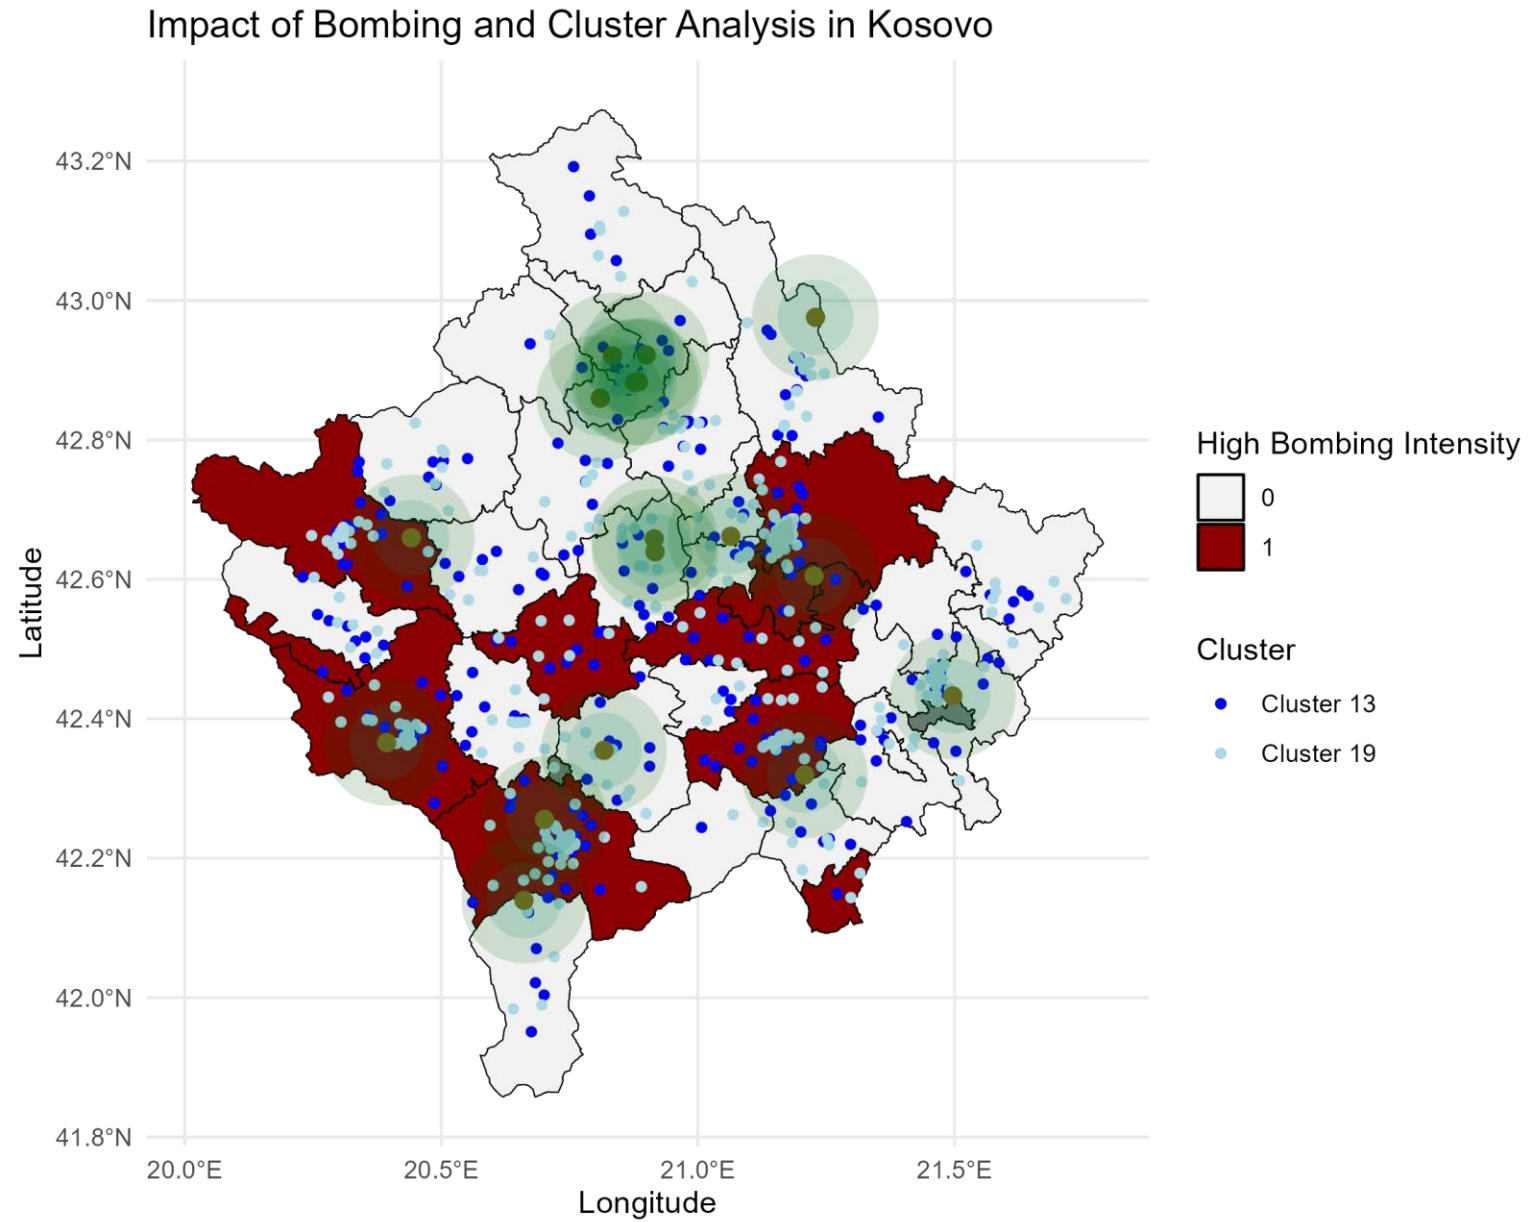 Impact of Bombing and Cluster Analysis in Kosovo
43.2°N
43.0°N
42.8°N
42.6°N
42.4°N
42.2°N
42.0°N
41.8°N
Latitude
20.0°E
20.5°E
21.0°E
21.5°E
Longitude
High Bombing Intensity
0
1
Cluster
Cluster 13
Cluster 19